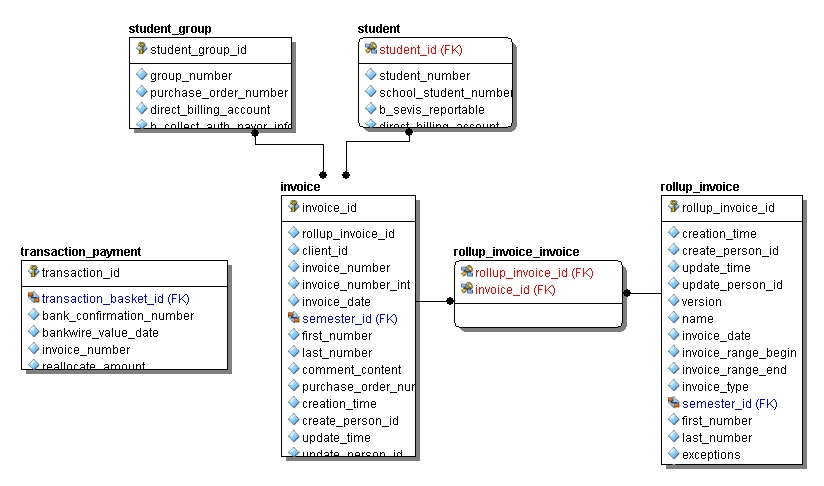 student_group
student_group_id
group_number
purchase_order_number
direct_billing_account
b_collect_auth_payor_info
student
student_id (FK)
student_number
school_student_number
b_sevis_reportable
direct_billing_account
invoice
invoice_id
rollup_invoice_id
client_id
invoice_number
invoice_number_int
invoice_date
semester_id (FK)
first_number
last_number
comment_content
purchase_order_nur
creation_time
create_person_id
update_time
update_person_id
transaction_payment
transaction_id
transaction_basket_id (FK)
bank_confirmation_number
bankwire_value_date
invoice_number
reallocate_amount
rollup_invoice_invoice
rollup_invoice_id (FK)
invoice_id (FK)
rollup_invoice
rollup_invoice_id
creation_time
create_person_id
update_time
update_person_id
version
name
invoice_date
invoice_range_begin
invoice_range_end
invoice_type
semester_id (FK)
first_number
last_number
exceptions